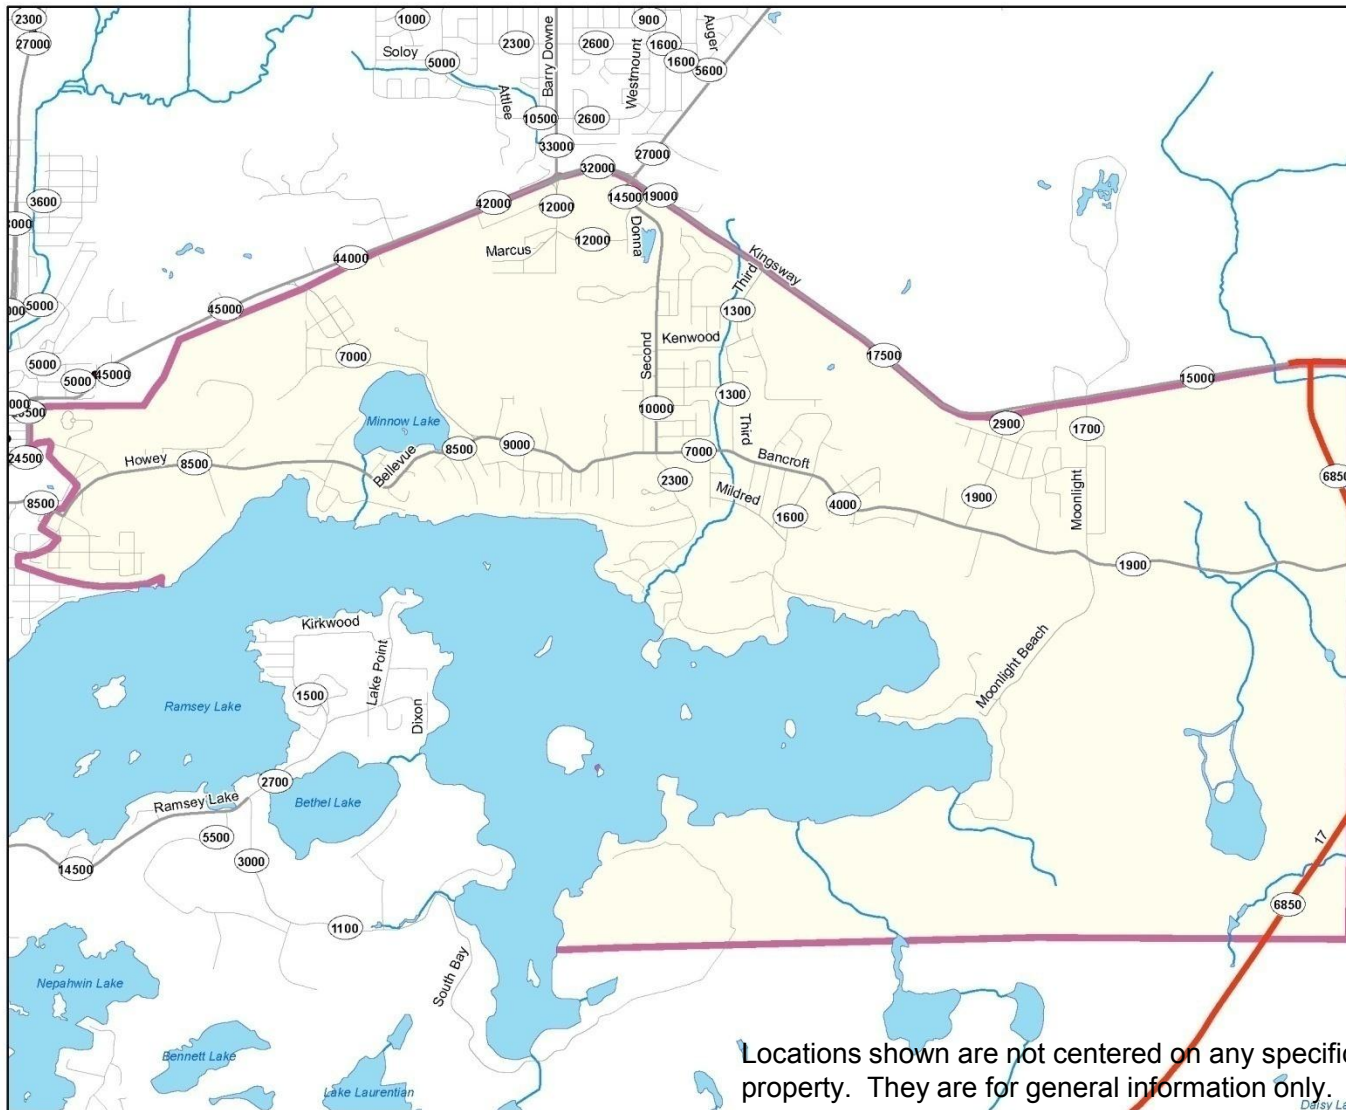 2300
1000
900
Auger
27000
Soloy
2300
Barry Downe
2600
1600
5000
1600
5600
Attlee
Westmount
10500
2600
33000
27000
32000
3600
42000
12000
14500
19000
Marcus
12000
Donna
44000
Kingsway
Third
5000
45000
1300
Kenwood
Second
5000
7000
17500
5000
45000
15000
1300
10000
Minnow Lake
2900
1700
Third
24500
Howey
8500
Bellevue
8500
9000
7000
Bancroft
2300
Mildred
6850
8500
1600
4000
1900
Moonlight
1900
Kirkwood
Lake Point
Moonlight Beach
1500
Ramsey Lake
Dixon
2700
Ramsey Lake
Bethel Lake
5500
3000
14500
17
6850
1100
South Bay
Nepahwin Lake
Bennett Lake
Lake Laurentian
Locations shown are not centered on any specific
property. They are for general information only.